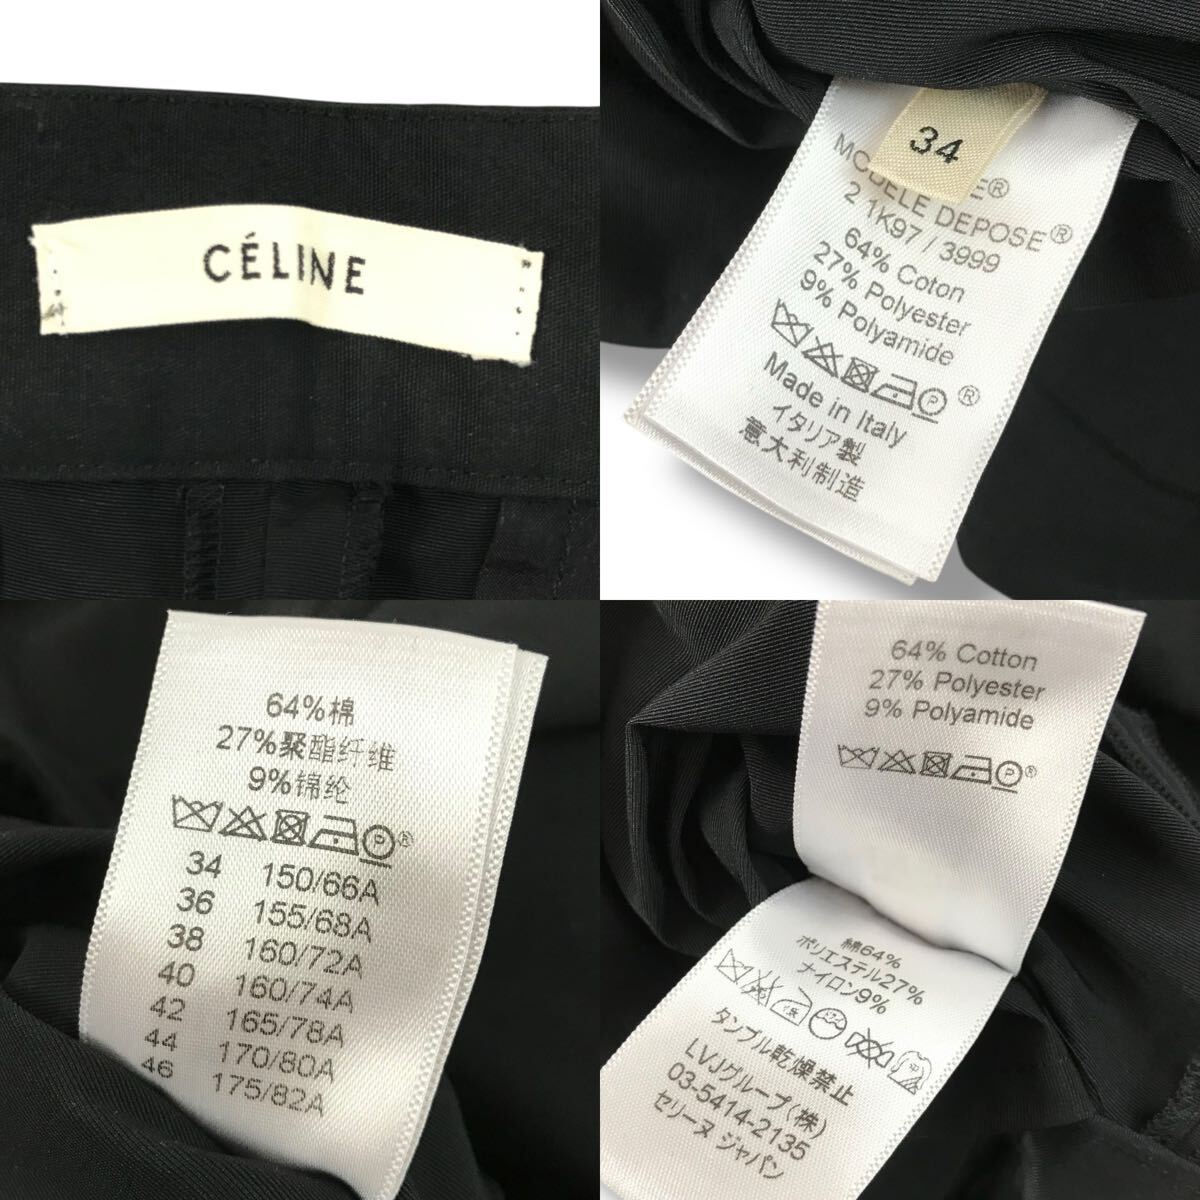 CÉLINE
34
MODELE DEPOSE®
2 1K97 / 3999
64% Coton
27% Polyester
9% Polyamide
®
Made in Italy
イタリア製
意大利制造
64%棉
27%聚酯纤维
9%锦纶
®
34 150/66A
36 155/68A
38 160/72A
40 160/74A
42 165/78A
44 170/80A
46 175/82A
64% Cotton
27% Polyester
9% Polyamide
®
綿64%
ポリエステル27%
ナイロン9%
タンブル乾燥禁止
LVJグループ(株)
03-5414-2135
セリーヌ ジャパン